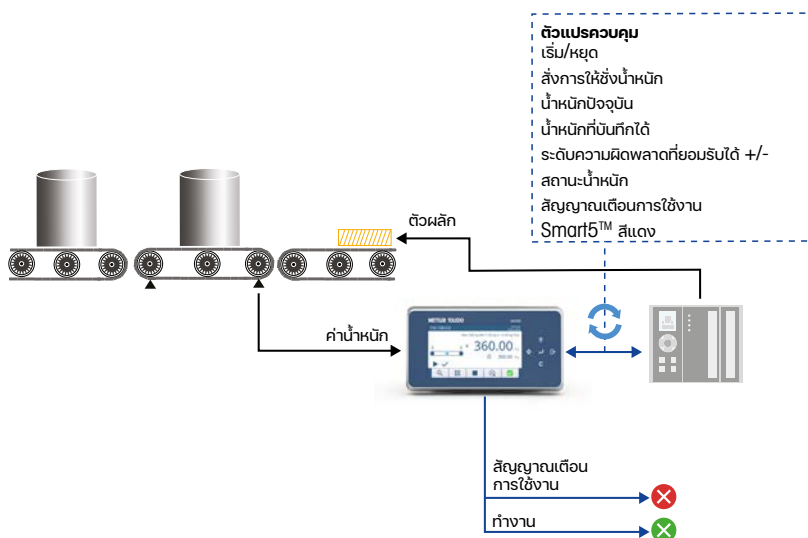 ตัวแปรควบคุม
เริ่ม/หยุด
สั่งการให้ชั่งน้ำหนัก
น้ำหนักปัจจุบัน
น้ำหนักที่บันทึกได้
ระดับความผิดพลาดที่ยอมรับได้ +/-
สถานะน้ำหนัก
สัญญาณเตือนการใช้งาน
Smart5™ สีแดง
ตัวผลัก
ค่าน้ำหนัก
METTLER TOLEDO
360.00
สัญญาณเตือน
การใช้งาน
ทำงาน